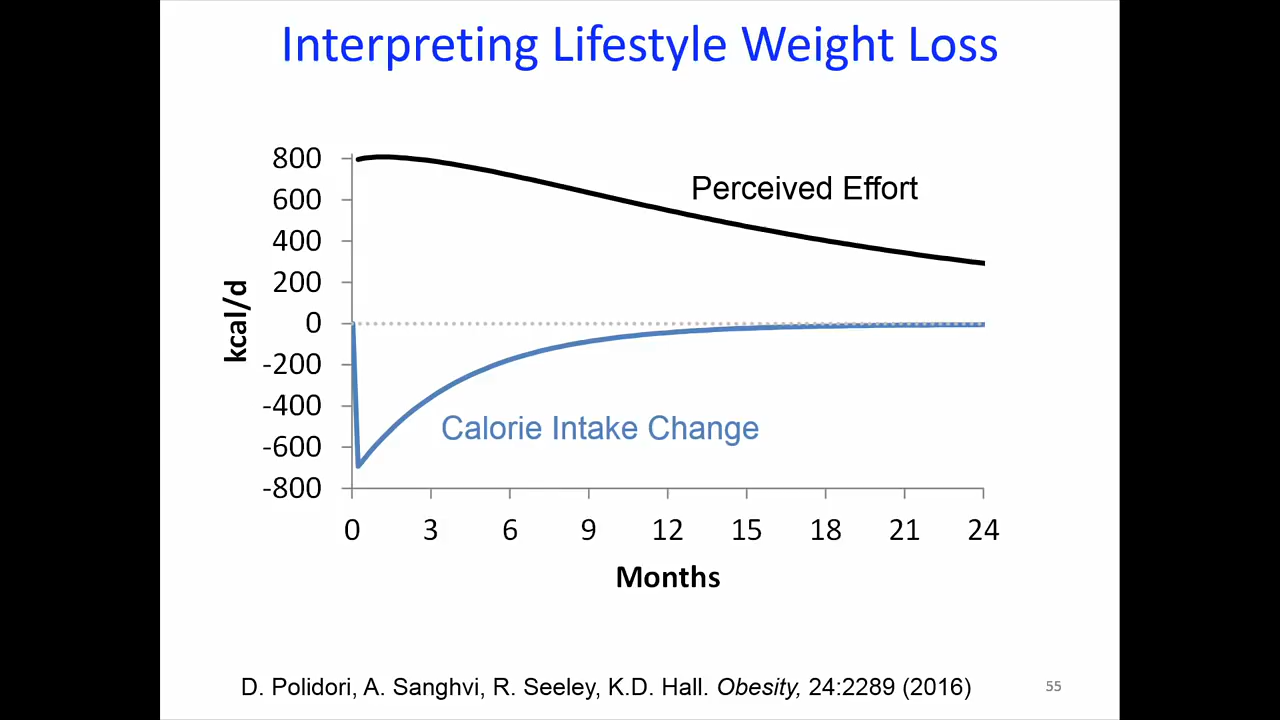 Interpreting Lifestyle Weight Loss
800
600
400
200
0
-200
-400
-600
-800
kcal/d
Perceived Effort
Calorie Intake Change
0 3 6 9 12 15 18 21 24
Months
D. Polidori, A. Sanghvi, R. Seeley, K.D. Hall. Obesity, 24:2289 (2016)
55